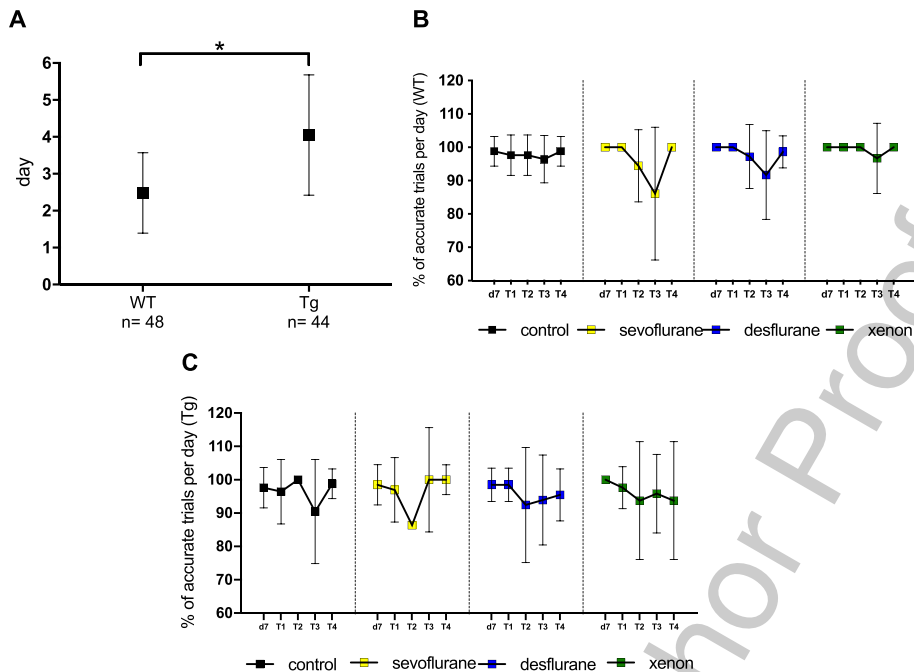 A
*
6
5
4
3
2
1
0
day
WT
n= 48
Tg
n= 44
B
% of accurate trials per day (WT)
120
110
100
90
80
70
60
d7 T1 T2 T3 T4 d7 T1 T2 T3 T4 d7 T1 T2 T3 T4 d7 T1 T2 T3 T4
control sevoflurane desflurane xenon
C
% of accurate trials per day (Tg)
120
110
100
90
80
70
60
d7 T1 T2 T3 T4 d7 T1 T2 T3 T4 d7 T1 T2 T3 T4 d7 T1 T2 T3 T4
control sevoflurane desflurane xenon
hor Proof